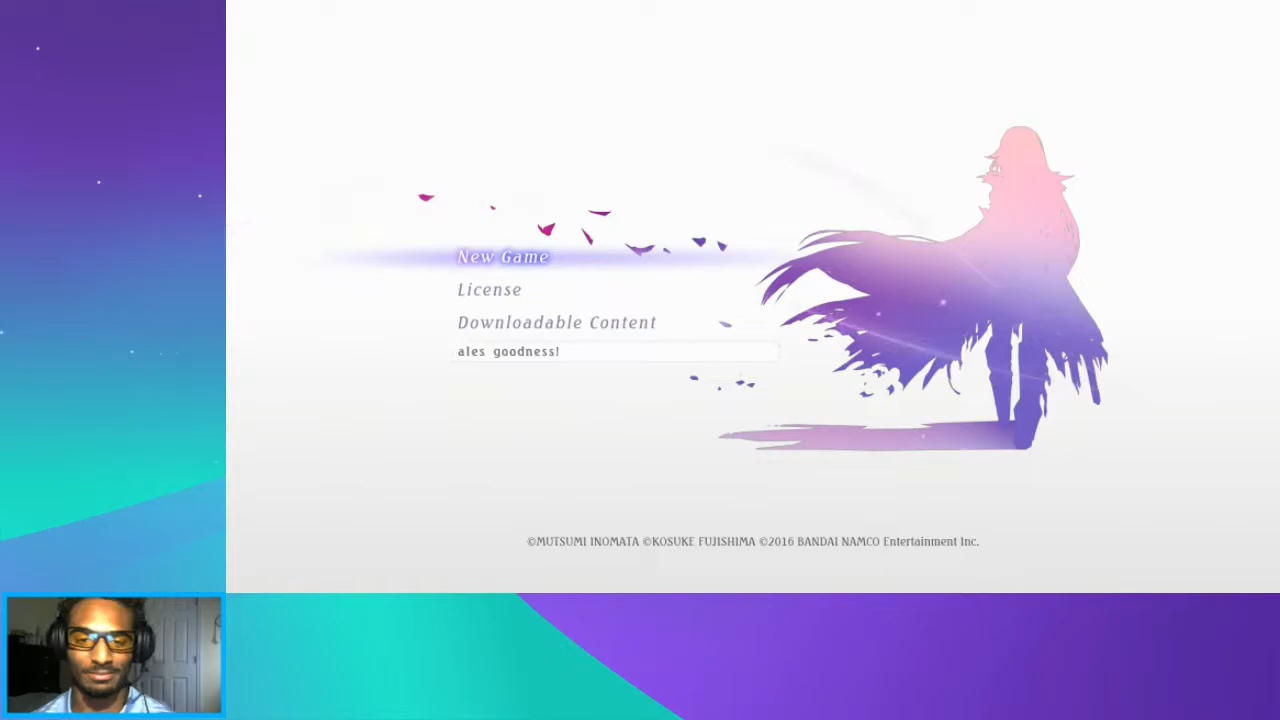 New Game
License
Downloadable Content
ales goodness!
©MUTSUMI INOMATA ©KOSUKE FUJISHIMA ©2016 BANDAI NAMCO Entertainment Inc.